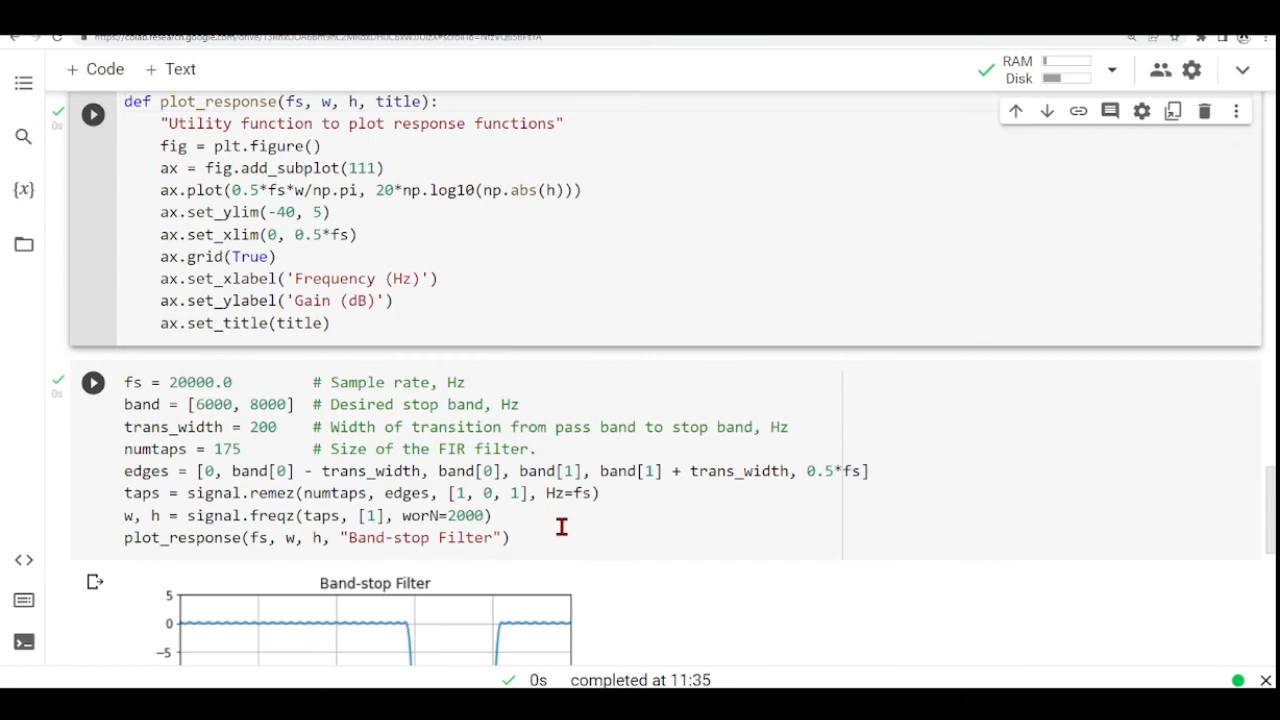 + Code + Text
RAM
Disk
def plot_response(fs, w, h, title):
"Utility function to plot response functions"
fig = plt.figure()
ax = fig.add_subplot(111)
ax.plot(0.5*fs*w/np.pi, 20*np.log10(np.abs(h)))
ax.set_ylim(-40, 5)
ax.set_xlim(0, 0.5*fs)
ax.grid(True)
ax.set_xlabel('Frequency (Hz)')
ax.set_ylabel('Gain (dB)')
ax.set_title(title)
0s
fs = 20000.0 # Sample rate, Hz
band = [6000, 8000] # Desired stop band, Hz
trans_width = 200 # Width of transition from pass band to stop band, Hz
numtaps = 175 # Size of the FIR filter.
edges = [0, band[0] - trans_width, band[0], band[1], band[1] + trans_width, 0.5*fs]
taps = signal.remez(numtaps, edges, [1, 0, 1], Hz=fs)
w, h = signal.freqz(taps, [1], worN=2000)
plot_response(fs, w, h, "Band-stop Filter")
0s
Band-stop Filter
5
0
−5
0s completed at 11:35